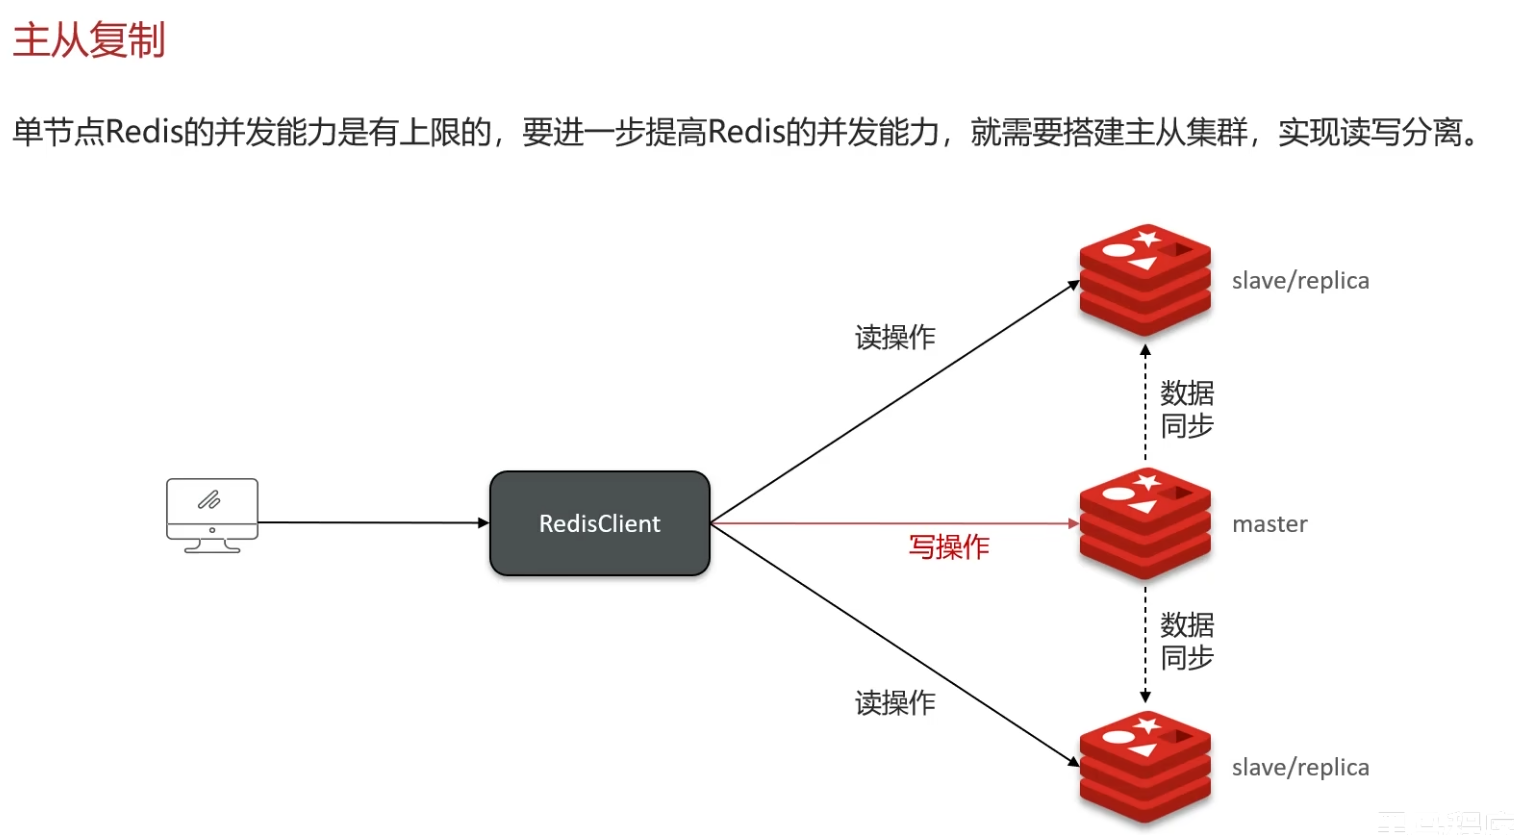 主从复制
单节点Redis的并发能力是有上限的，要进一步提高Redis的并发能力，就需要搭建主从集群，实现读写分离。
slave/replica
读操作
数据
同步
RedisClient
写操作
master
数据
同步
读操作
slave/replica